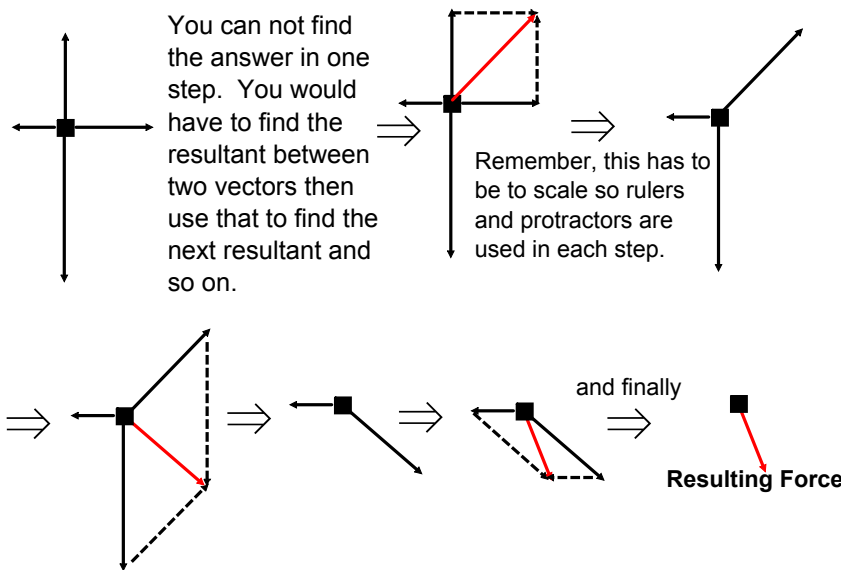 You can not find
the answer in one
step.  You would
have to find the
resultant between
two vectors then
use that to find the
next resultant and
so on.
Remember, this has to
be to scale so rulers
and protractors are
used in each step.
and finally
Resulting Force